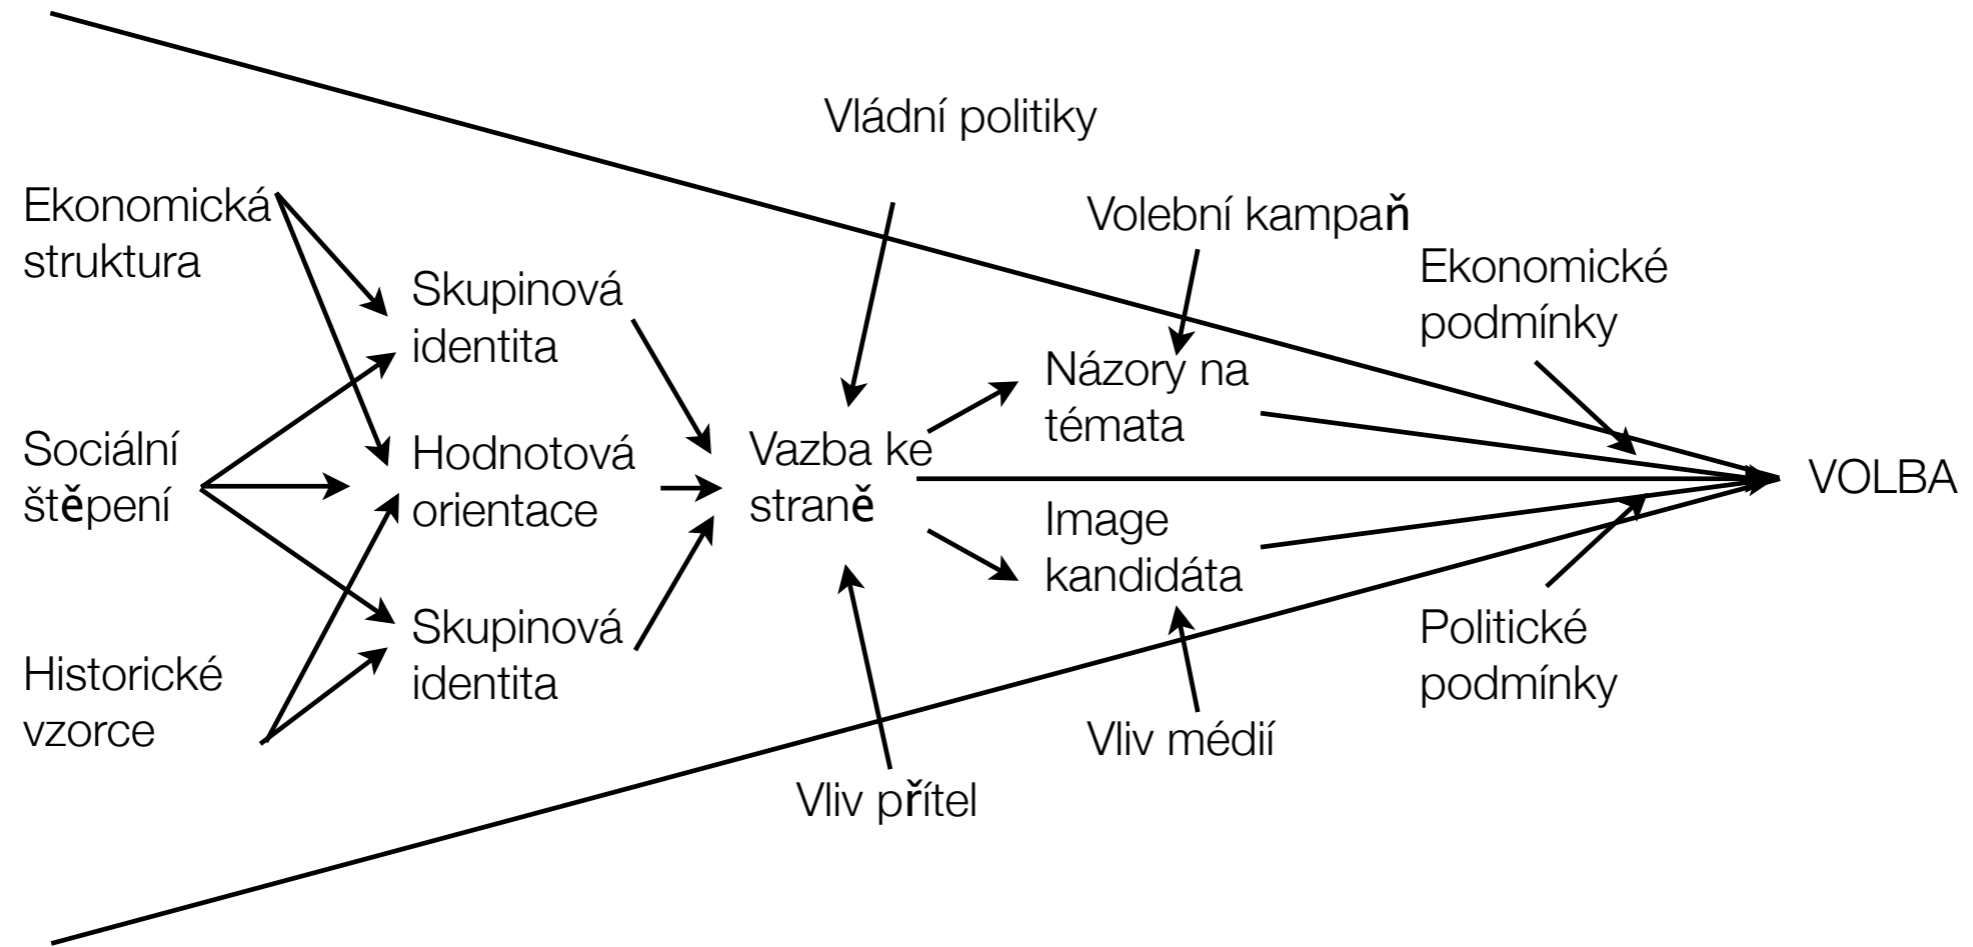 Ekonomická
struktura
Sociální
štěpení
Historické
vzorce
Skupinová
identita
Hodnotová
orientace
Skupinová
identita
Vládní politiky
Vazba ke
straně
Vliv přítel
Volební kampaň
Názory na
témata
Image
kandidáta
Vliv médií
Ekonomické
podmínky
Politické
podmínky
VOLBA